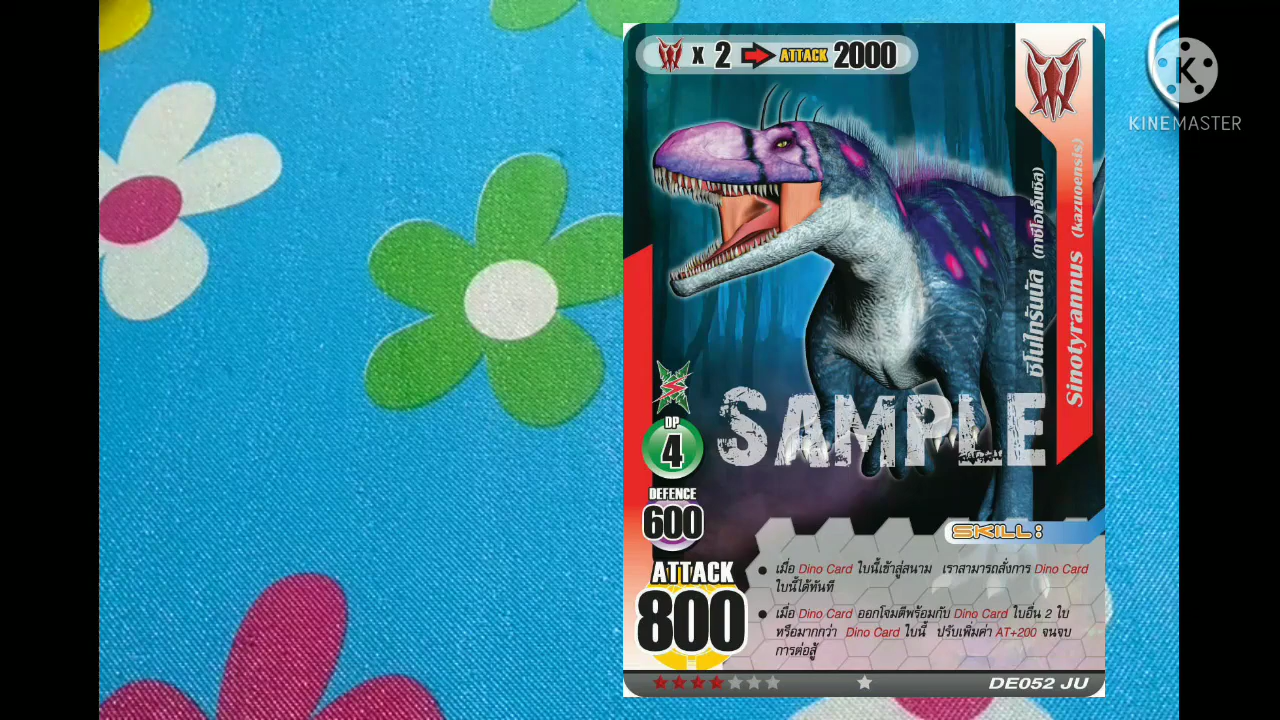 X 2 ATTACK 2000
K
KINEMASTER
ซิโนไทรันนัส (กาซีโอเอ็นซิส)
Sinotyrannus (kazuoensis)
SAMPLE
DP
4
DEFENCE
600
ATTACK
800
SKILL:
• เมื่อ Dino Card ใบนี้เข้าสู่สนาม เราสามารถสั่งการ Dino Card
ใบนี้ได้ทันที
• เมื่อ Dino Card ออกโจมตีพร้อมกับ Dino Card ใบอื่น 2 ใบ
หรือมากกว่า Dino Card ใบนี้ ปรับเพิ่มค่า AT+200 จนจบ
การต่อสู้
DE052 JU